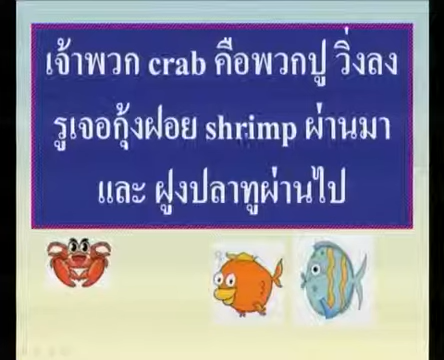 เจ้าพวก crab คือพวกปู วิ่งลง
รูเจอกุ้งฝอย shrimp ผ่านมา
และ ฝูงปลาทูผ่านไป